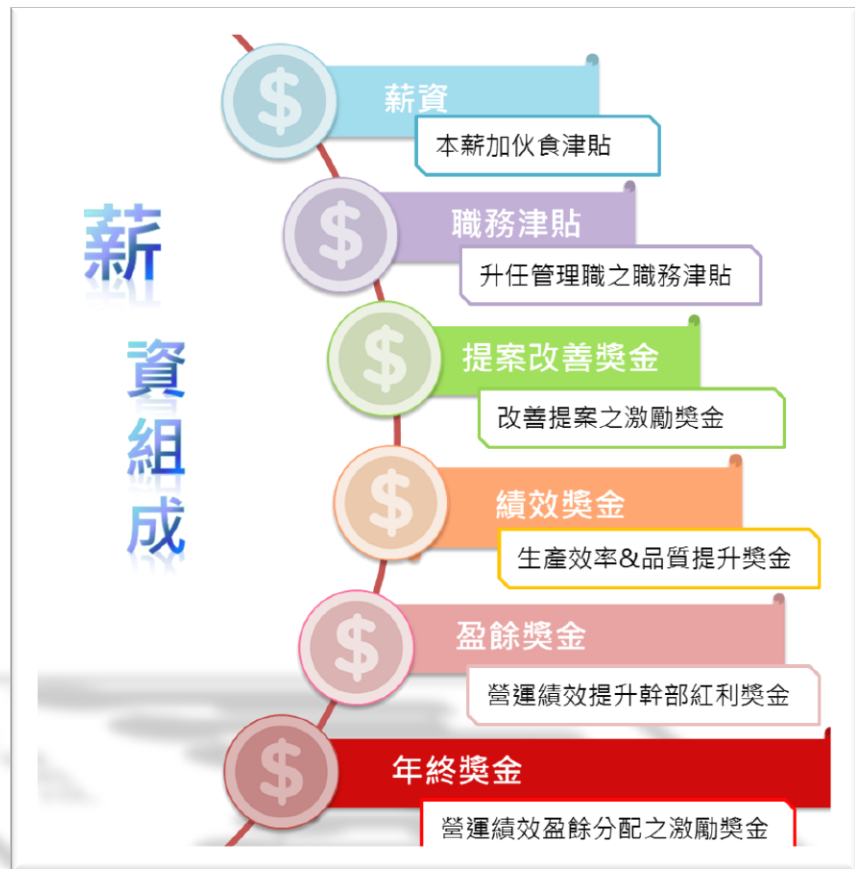 薪資組成
薪資
本薪加伙食津貼
職務津貼
升任管理職之職務津貼
提案改善獎金
改善提案之激勵獎金
績效獎金
生產效率&品質提升獎金
盈餘獎金
營運績效提升幹部紅利獎金
年終獎金
營運績效盈餘分配之激勵獎金